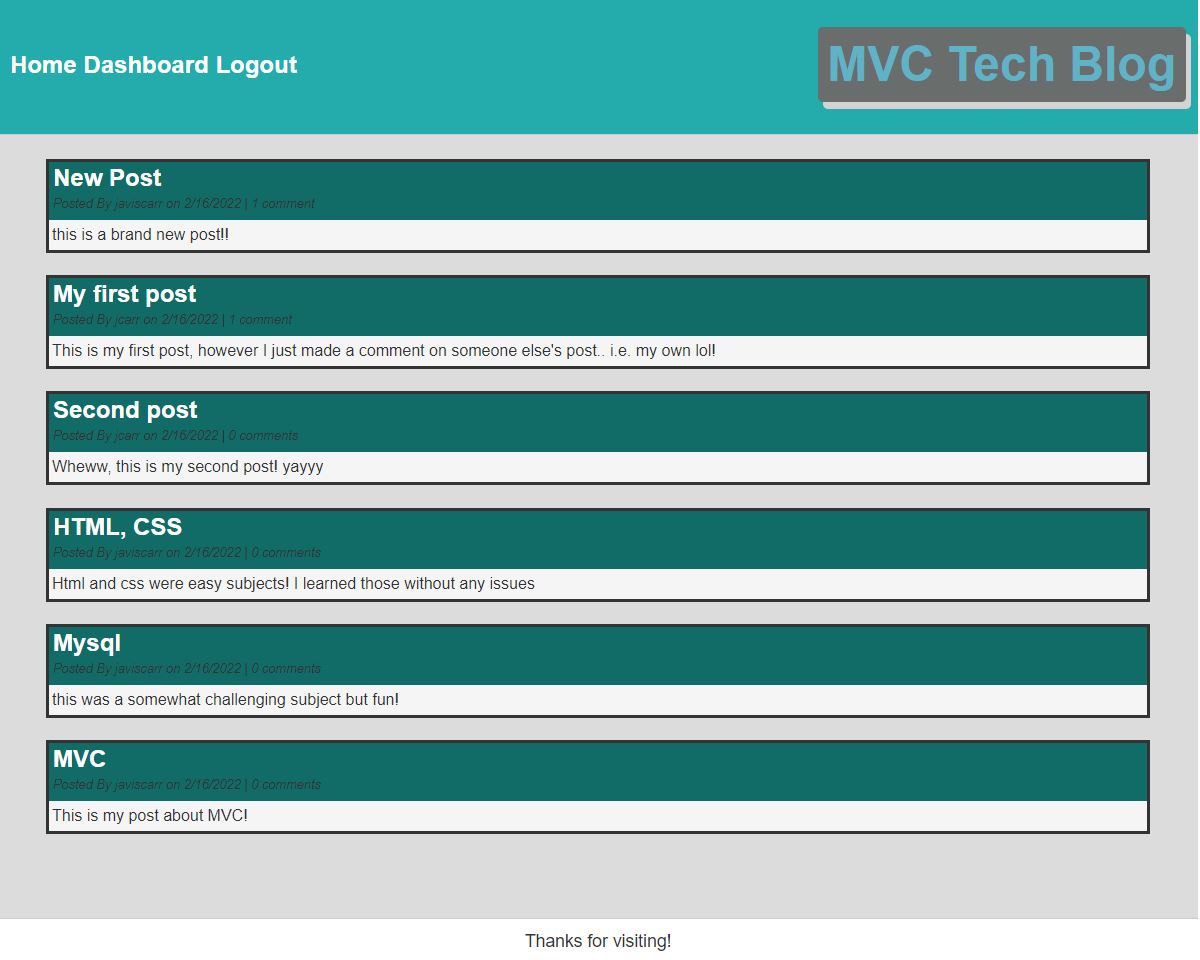 Home Dashboard Logout
MVC Tech Blog
New Post
Posted By javiscarr on 2/16/2022 | 1 comment
this is a brand new post!!
My first post
Posted By jcarr on 2/16/2022 | 1 comment
This is my first post, however I just made a comment on someone else's post.. i.e. my own lol!
Second post
Posted By jcarr on 2/16/2022 | 0 comments
Wheww, this is my second post! yayyy
HTML, CSS
Posted By javiscarr on 2/16/2022 | 0 comments
Html and css were easy subjects! I learned those without any issues
Mysql
Posted By javiscarr on 2/16/2022 | 0 comments
this was a somewhat challenging subject but fun!
MVC
Posted By javiscarr on 2/16/2022 | 0 comments
This is my post about MVC!
Thanks for visiting!